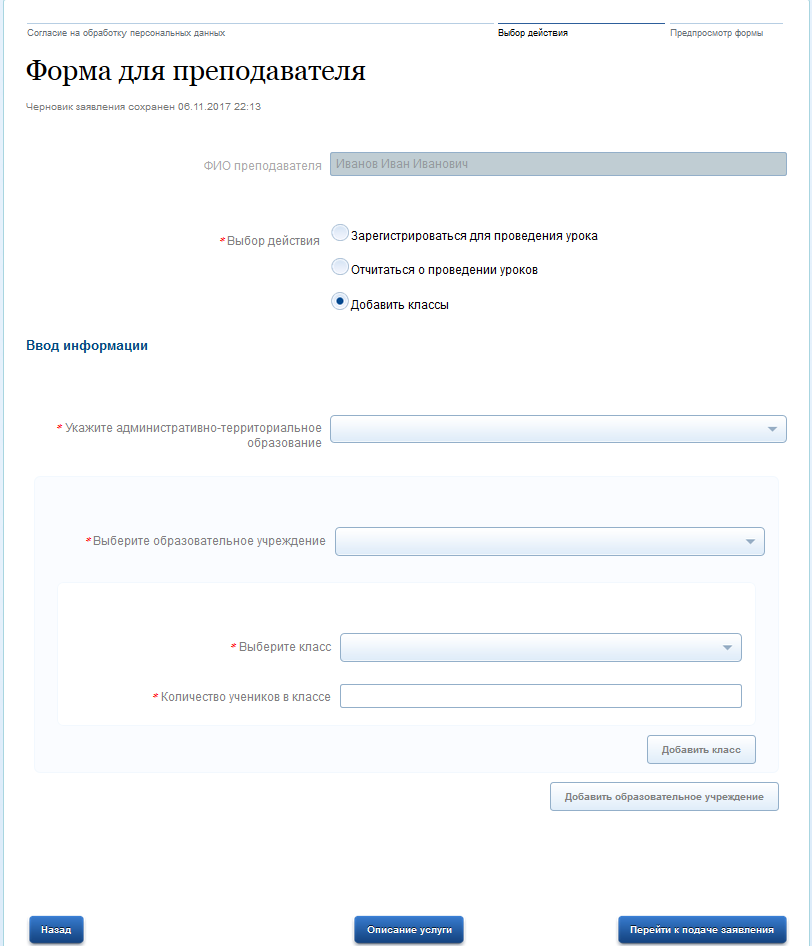 Согласие на обработку персональных данных
Выбор действия
Предпросмотр формы
Форма для преподавателя
Черновик заявления сохранен 06.11.2017 22:13
ФИО преподавателя
Иванов Иван Иванович
*Выбор действия
Зарегистрироваться для проведения урока
Отчитаться о проведении уроков
Добавить классы
Ввод информации
* Укажите административно-территориальное
образование
*Выберите образовательное учреждение
* Выберите класс
* Количество учеников в классе
Добавить класс
Добавить образовательное учреждение
Назад
Описание услуги
Перейти к подаче заявления